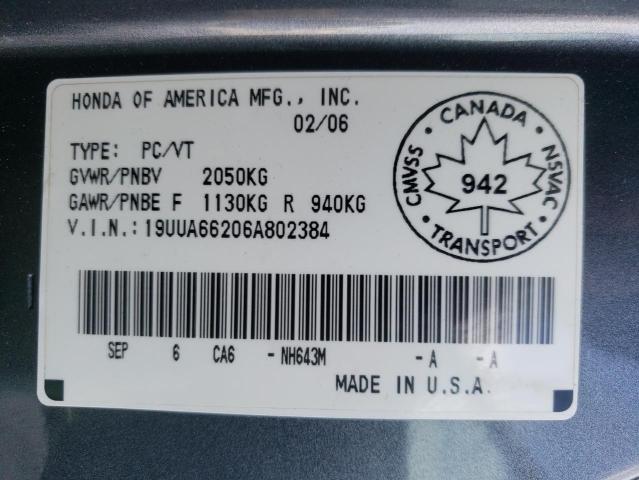 HONDA OF AMERICA MFG., INC.
02/06
TYPE: PC/VT
GVWR/PNBV 2050KG
GAWR/PNBE F 1130KG R 940KG
V.I.N.:19UUA66206A802384
CANADA
CMVSS
NSVAC
942
TRANSPORT
SEP 6 CA6 -NH643M -A -A
MADE IN U.S.A.